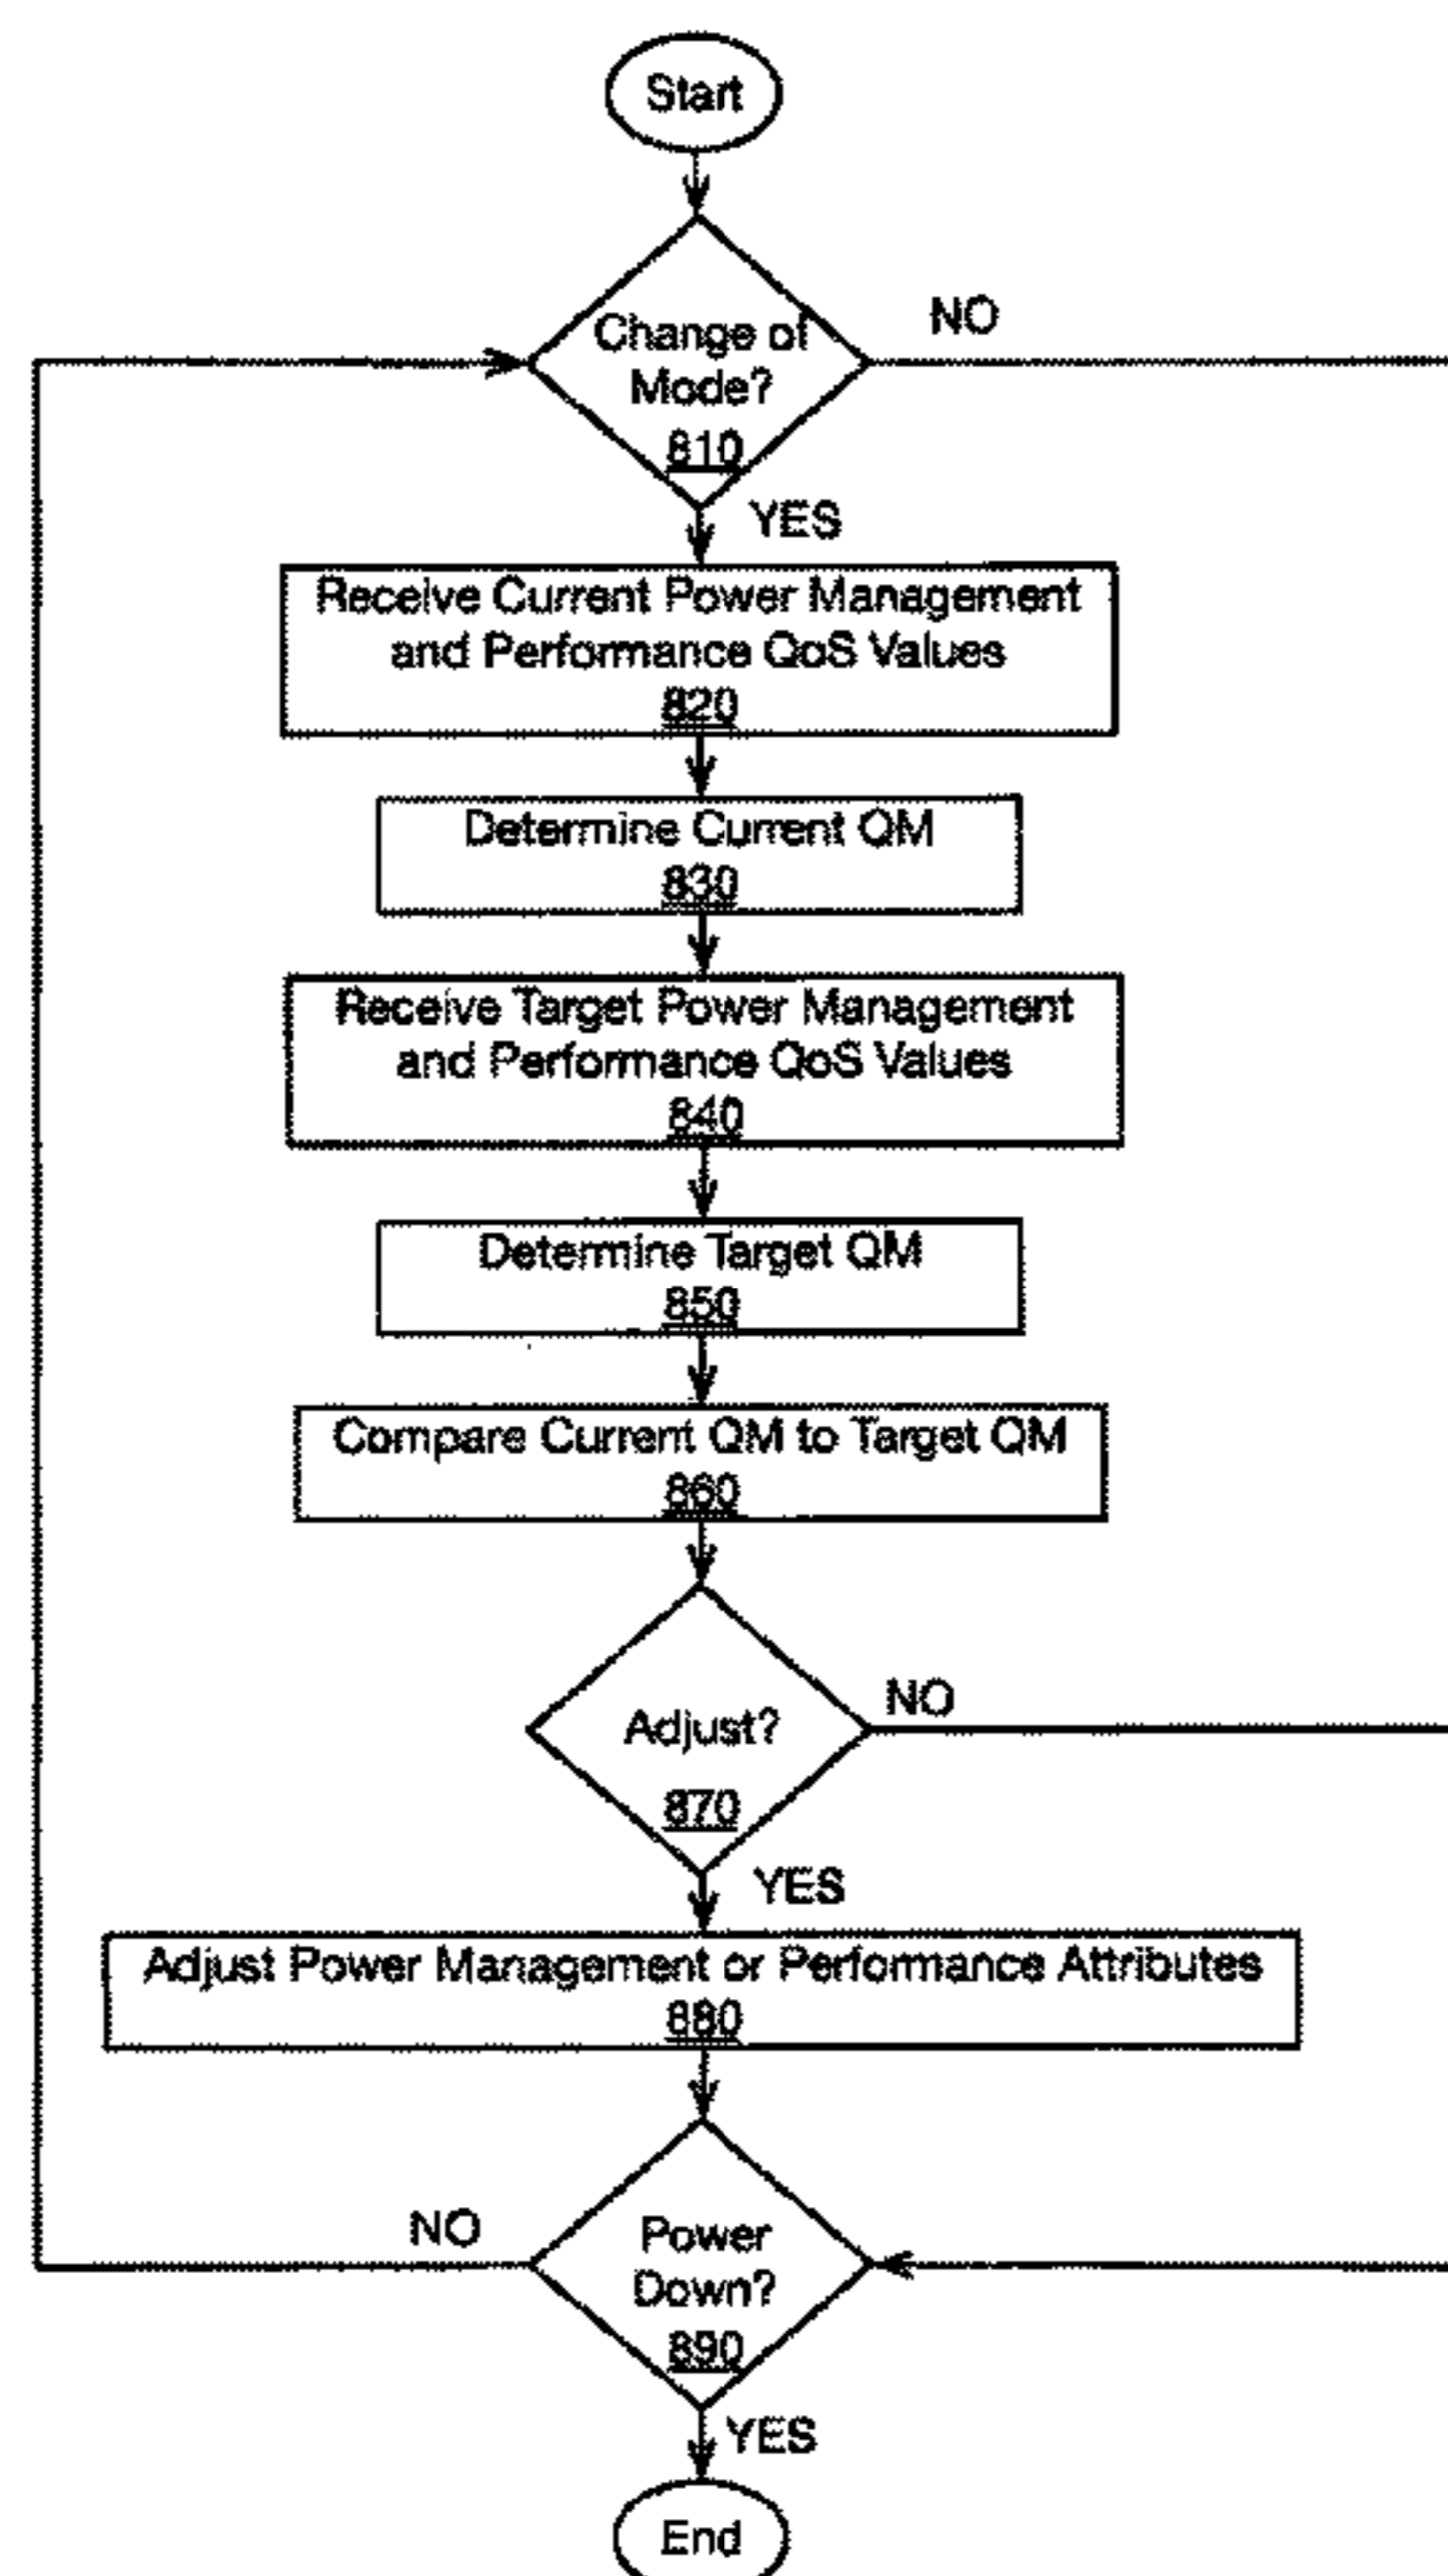 Start
Change of
Mode?
810
NO
YES
Receive Current Power Management
and Performance QoS Values
820
Determine Current QM
830
Receive Target Power Management
and Performance QoS Values
840
Determine Target QM
850
Compare Current QM to Target QM
860
Adjust?
870
NO
YES
Adjust Power Management or Performance Attributes
880
Power
Down?
890
NO
YES
End